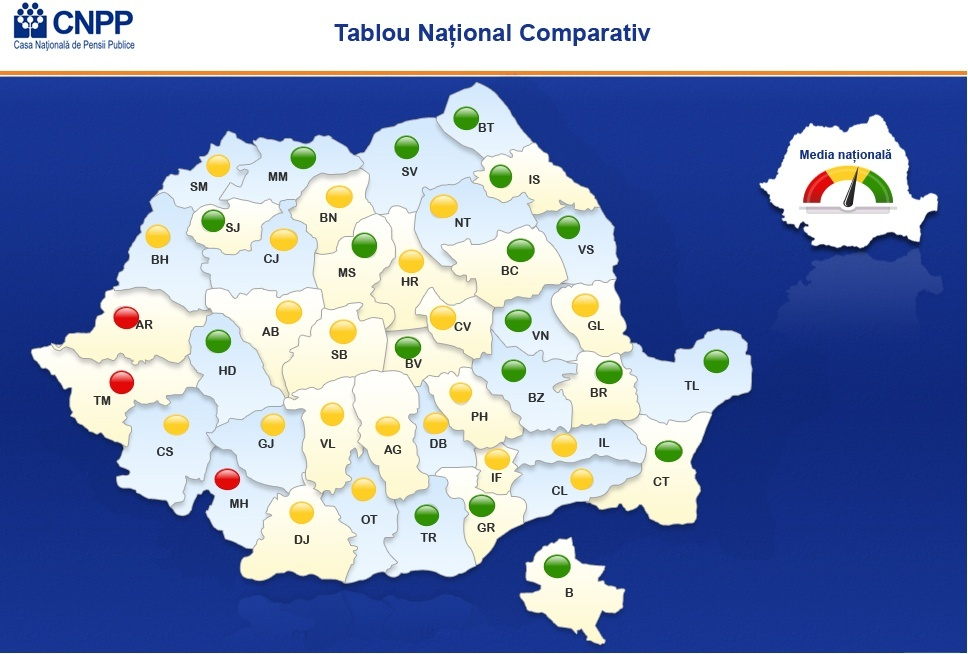 CNPP
Casa Naţională de Pensii Publice
Tablou Național Comparativ
Media națională
BT
SV
MM
SM
IS
BN
NT
SJ
VS
BH
CJ
MS
BC
HR
AR
AB
CV
GL
VN
SB
BV
HD
TL
BR
BZ
TM
PH
VL
AG
DB
IL
GJ
CS
IF
CT
CL
MH
OT
GR
TR
DJ
B